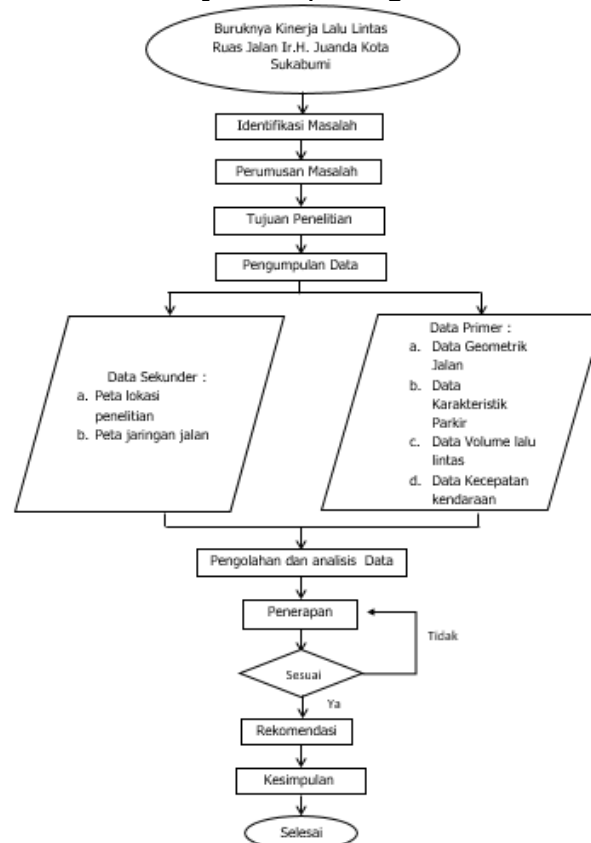 Buruknya Kinerja Lalu Lintas
Ruas Jalan Ir.H. Juanda Kota
Sukabumi
Identifikasi Masalah
Perumusan Masalah
Tujuan Penelitian
Pengumpulan Data
Data Sekunder :
a. Peta lokasi
penelitian
b. Peta jaringan jalan
Data Primer :
a. Data Geometrik
Jalan
b. Data
Karakteristik
Parkir
c. Data Volume lalu
lintas
d. Data Kecepatan
kendaraan
Pengolahan dan analisis Data
Penerapan
Tidak
Sesuai
Ya
Rekomendasi
Kesimpulan
Selesai